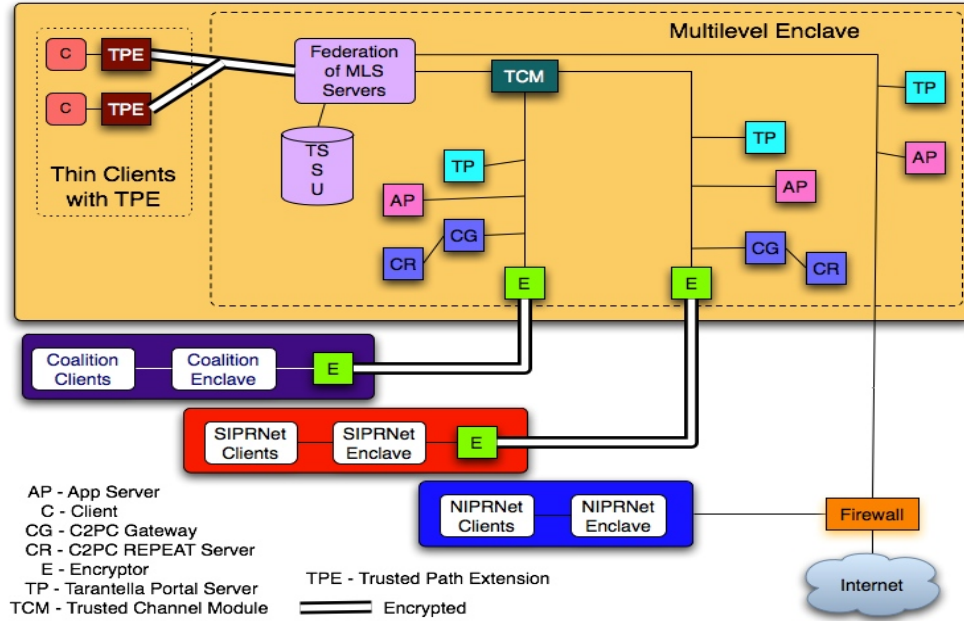 Multilevel Enclave
C
TPE
C
TPE
Thin Clients
with TPE
Federation
of MLS
Servers
TS
S
U
TCM
TP
AP
CG
CR
E
TP
AP
CG
CR
E
TP
AP
Coalition
Clients
Coalition
Enclave
E
SIPRNet
Clients
SIPRNet
Enclave
E
NIPRNet
Clients
NIPRNet
Enclave
Firewall
Internet
AP - App Server
C - Client
CG - C2PC Gateway
CR - C2PC REPEAT Server
E - Encryptor
TP - Tarantella Portal Server
TCM - Trusted Channel Module
TPE - Trusted Path Extension
Encrypted